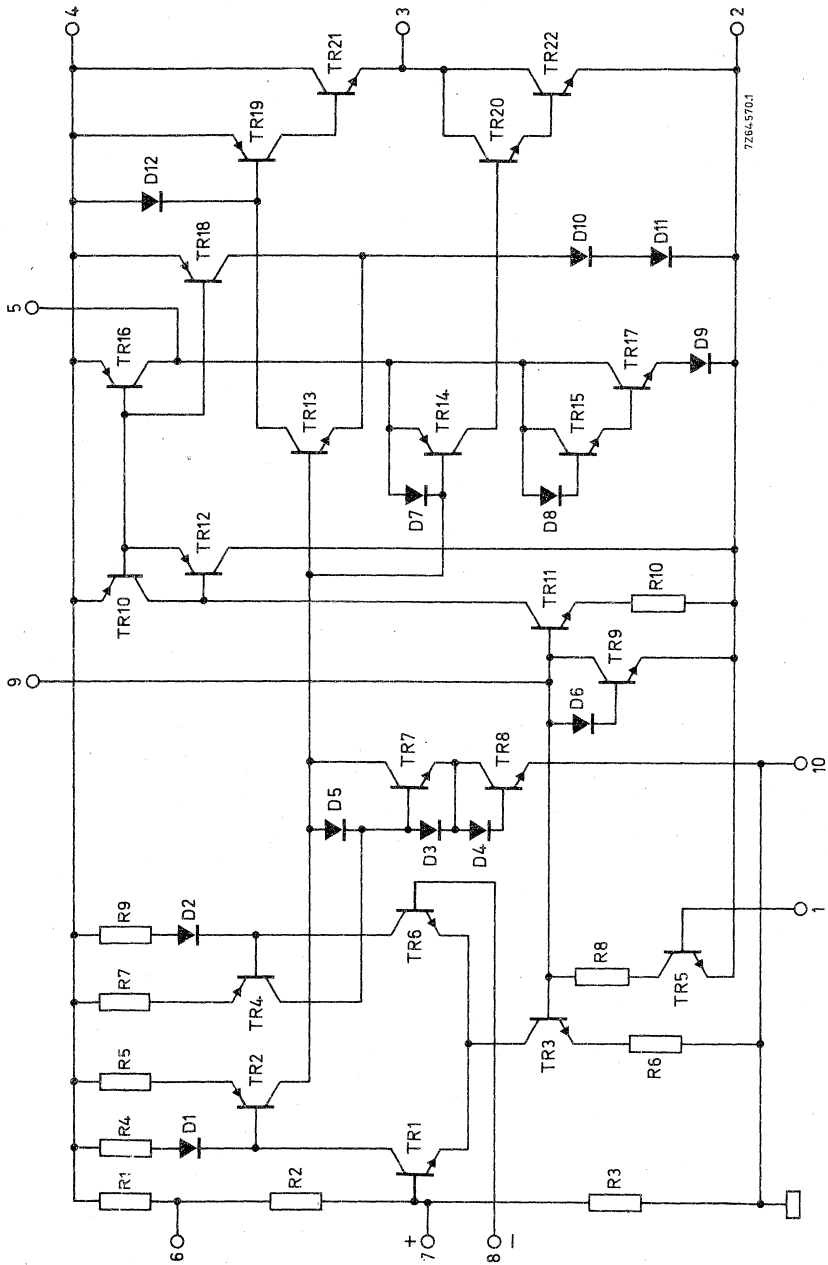 4
3
2
TR21
TR22
TR19
TR20
7Z64570.1
D12
TR18
D10
D11
5
TR16
TR17
D9
TR13
TR14
TR15
D7
D8
TR12
TR10
TR11
R10
9
TR9
D6
TR7
TR8
D5
D3
D4
10
R9
D2
TR6
1
R7
TR4
R8
TR5
R5
TR2
TR3
R6
R4
D1
TR1
R1
R2
R3
6
+
7
8
−